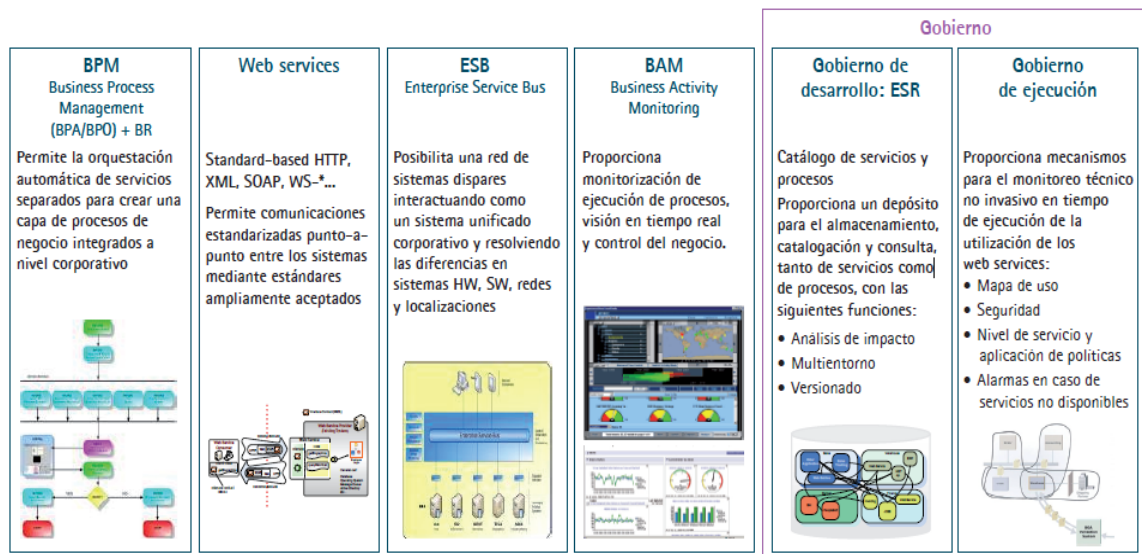 Gobierno
BPM
Business Process
Management
(BPA/BPO) + BR
Permite la orquestación
automática de servicios
separados para crear una
capa de procesos de
negocio integrados a
nivel corporativo
Web services
Standard-based HTTP,
XML, SOAP, WS-*...
Permite comunicaciones
estandarizadas punto-a-
punto entre los sistemas
mediante estándares
ampliamente aceptados
ESB
Enterprise Service Bus
Posibilita una red de
sistemas dispares
interactuando como
un sistema unificado
corporativo y resolviendo
las diferencias en
sistemas HW, SW, redes
y localizaciones
BAM
Business Activity
Monitoring
Proporciona
monitorización de
ejecución de procesos,
visión en tiempo real
y control del negocio.
Gobierno de
desarrollo: ESR
Catálogo de servicios y
procesos
Proporciona un depósito
para el almacenamiento,
catalogación y consulta,
tanto de servicios como
de procesos, con las
siguientes funciones:
• Análisis de impacto
• Multientorno
• Versionado
Gobierno
de ejecución
Proporciona mecanismos
para el monitoreo técnico
no invasivo en tiempo
de ejecución de la
utilización de los
web services:
• Mapa de uso
• Seguridad
• Nivel de servicio y
aplicación de políticas
• Alarmas en caso de
servicios no disponibles